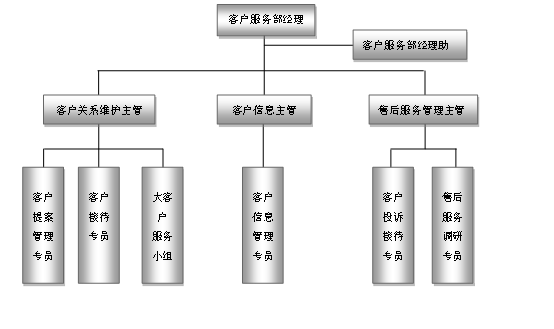 客户服务部经理
客户服务部经理助
客户关系维护主管
客户信息主管
售后服务管理主管
客户
提案
管理
专员
客户
接待
专员
大客
户
服务
小组
客户
信息
管理
专员
客户
投诉
接待
专员
售后
服务
调研
专员